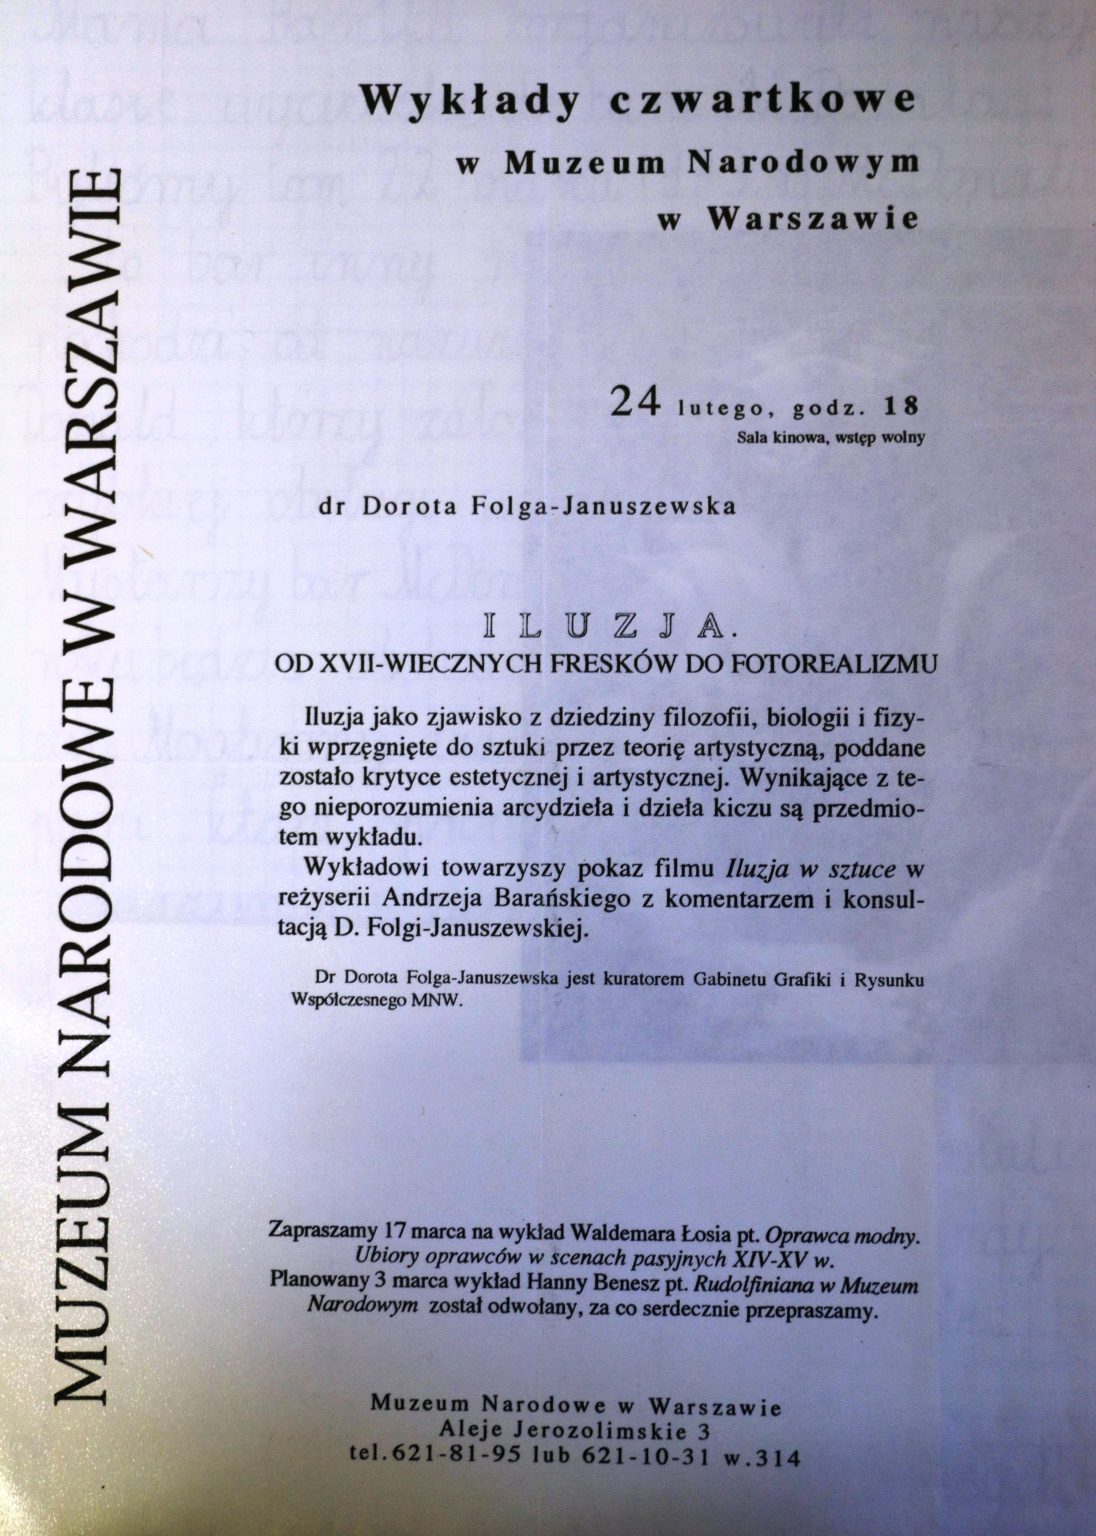 MUZEUM NARODOWE W WARSZAWIE
Wykłady czwartkowe
w Muzeum Narodowym
w Warszawie
24 lutego, godz. 18
Sala kinowa, wstęp wolny
dr Dorota Folga-Januszewska
ILUZJA.
OD XVII-WIECZNYCH FRESKÓW DO FOTOREALIZMU
Iluzja jako zjawisko z dziedziny filozofii, biologii i fizy-
ki wprzęgnięte do sztuki przez teorię artystyczną, poddane
zostało krytyce estetycznej i artystycznej. Wynikające z te-
go nieporozumienia arcydzieła i dzieła kiczu są przedmio-
tem wykładu.
Wykładowi towarzyszy pokaz filmu Iluzja w sztuce w
reżyserii Andrzeja Barańskiego z komentarzem i konsul-
tacją D. Folgi-Januszewskiej.
Dr Dorota Folga-Januszewska jest kuratorem Gabinetu Grafiki i Rysunku
Współczesnego MNW.
Zapraszamy 17 marca na wykład Waldemara Łosia pt. Oprawca modny.
Ubiory oprawców w scenach pasyjnych XIV-XV w.
Planowany 3 marca wykład Hanny Benesz pt. Rudolfiniana w Muzeum
Narodowym został odwołany, za co serdecznie przepraszamy.
Muzeum Narodowe w Warszawie
Aleje Jerozolimskie 3
tel.621-81-95 lub 621-10-31 w.314